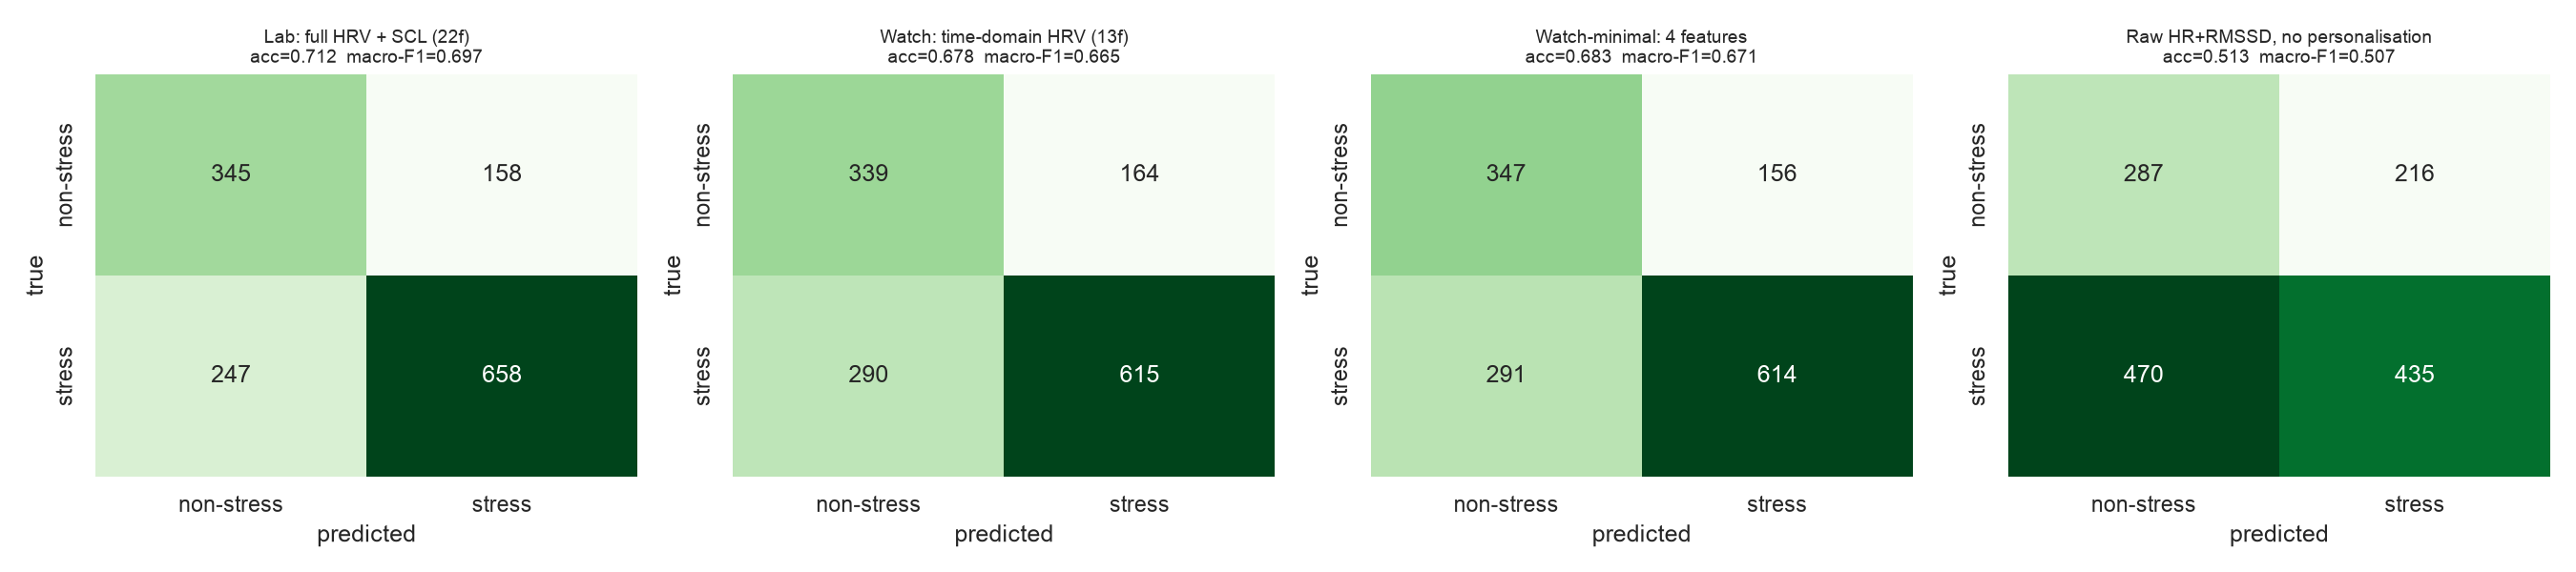 Lab: full HRV + SCL (22f)
acc=0.712 macro-F1=0.697
true
non-stress
stress
345
158
247
658
non-stress
stress
predicted
Watch: time-domain HRV (13f)
acc=0.678 macro-F1=0.665
true
non-stress
stress
339
164
290
615
non-stress
stress
predicted
Watch-minimal: 4 features
acc=0.683 macro-F1=0.671
true
non-stress
stress
347
156
291
614
non-stress
stress
predicted
Raw HR+RMSSD, no personalisation
acc=0.513 macro-F1=0.507
true
non-stress
stress
287
216
470
435
non-stress
stress
predicted